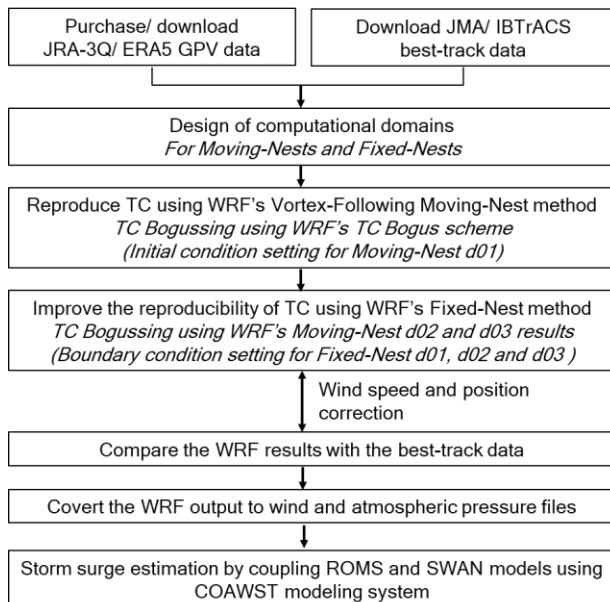 Purchase/ download
JRA-3Q/ ERA5 GPV data
Download JMA/ IBTrACS
best-track data
Design of computational domains
For Moving-Nests and Fixed-Nests
Reproduce TC using WRF's Vortex-Following Moving-Nest method
TC Bogussing using WRF's TC Bogus scheme
(Initial condition setting for Moving-Nest d01)
Improve the reproducibility of TC using WRF's Fixed-Nest method
TC Bogussing using WRF's Moving-Nest d02 and d03 results
(Boundary condition setting for Fixed-Nest d01, d02 and d03 )
Wind speed and position
correction
Compare the WRF results with the best-track data
Covert the WRF output to wind and atmospheric pressure files
Storm surge estimation by coupling ROMS and SWAN models using
COAWST modeling system